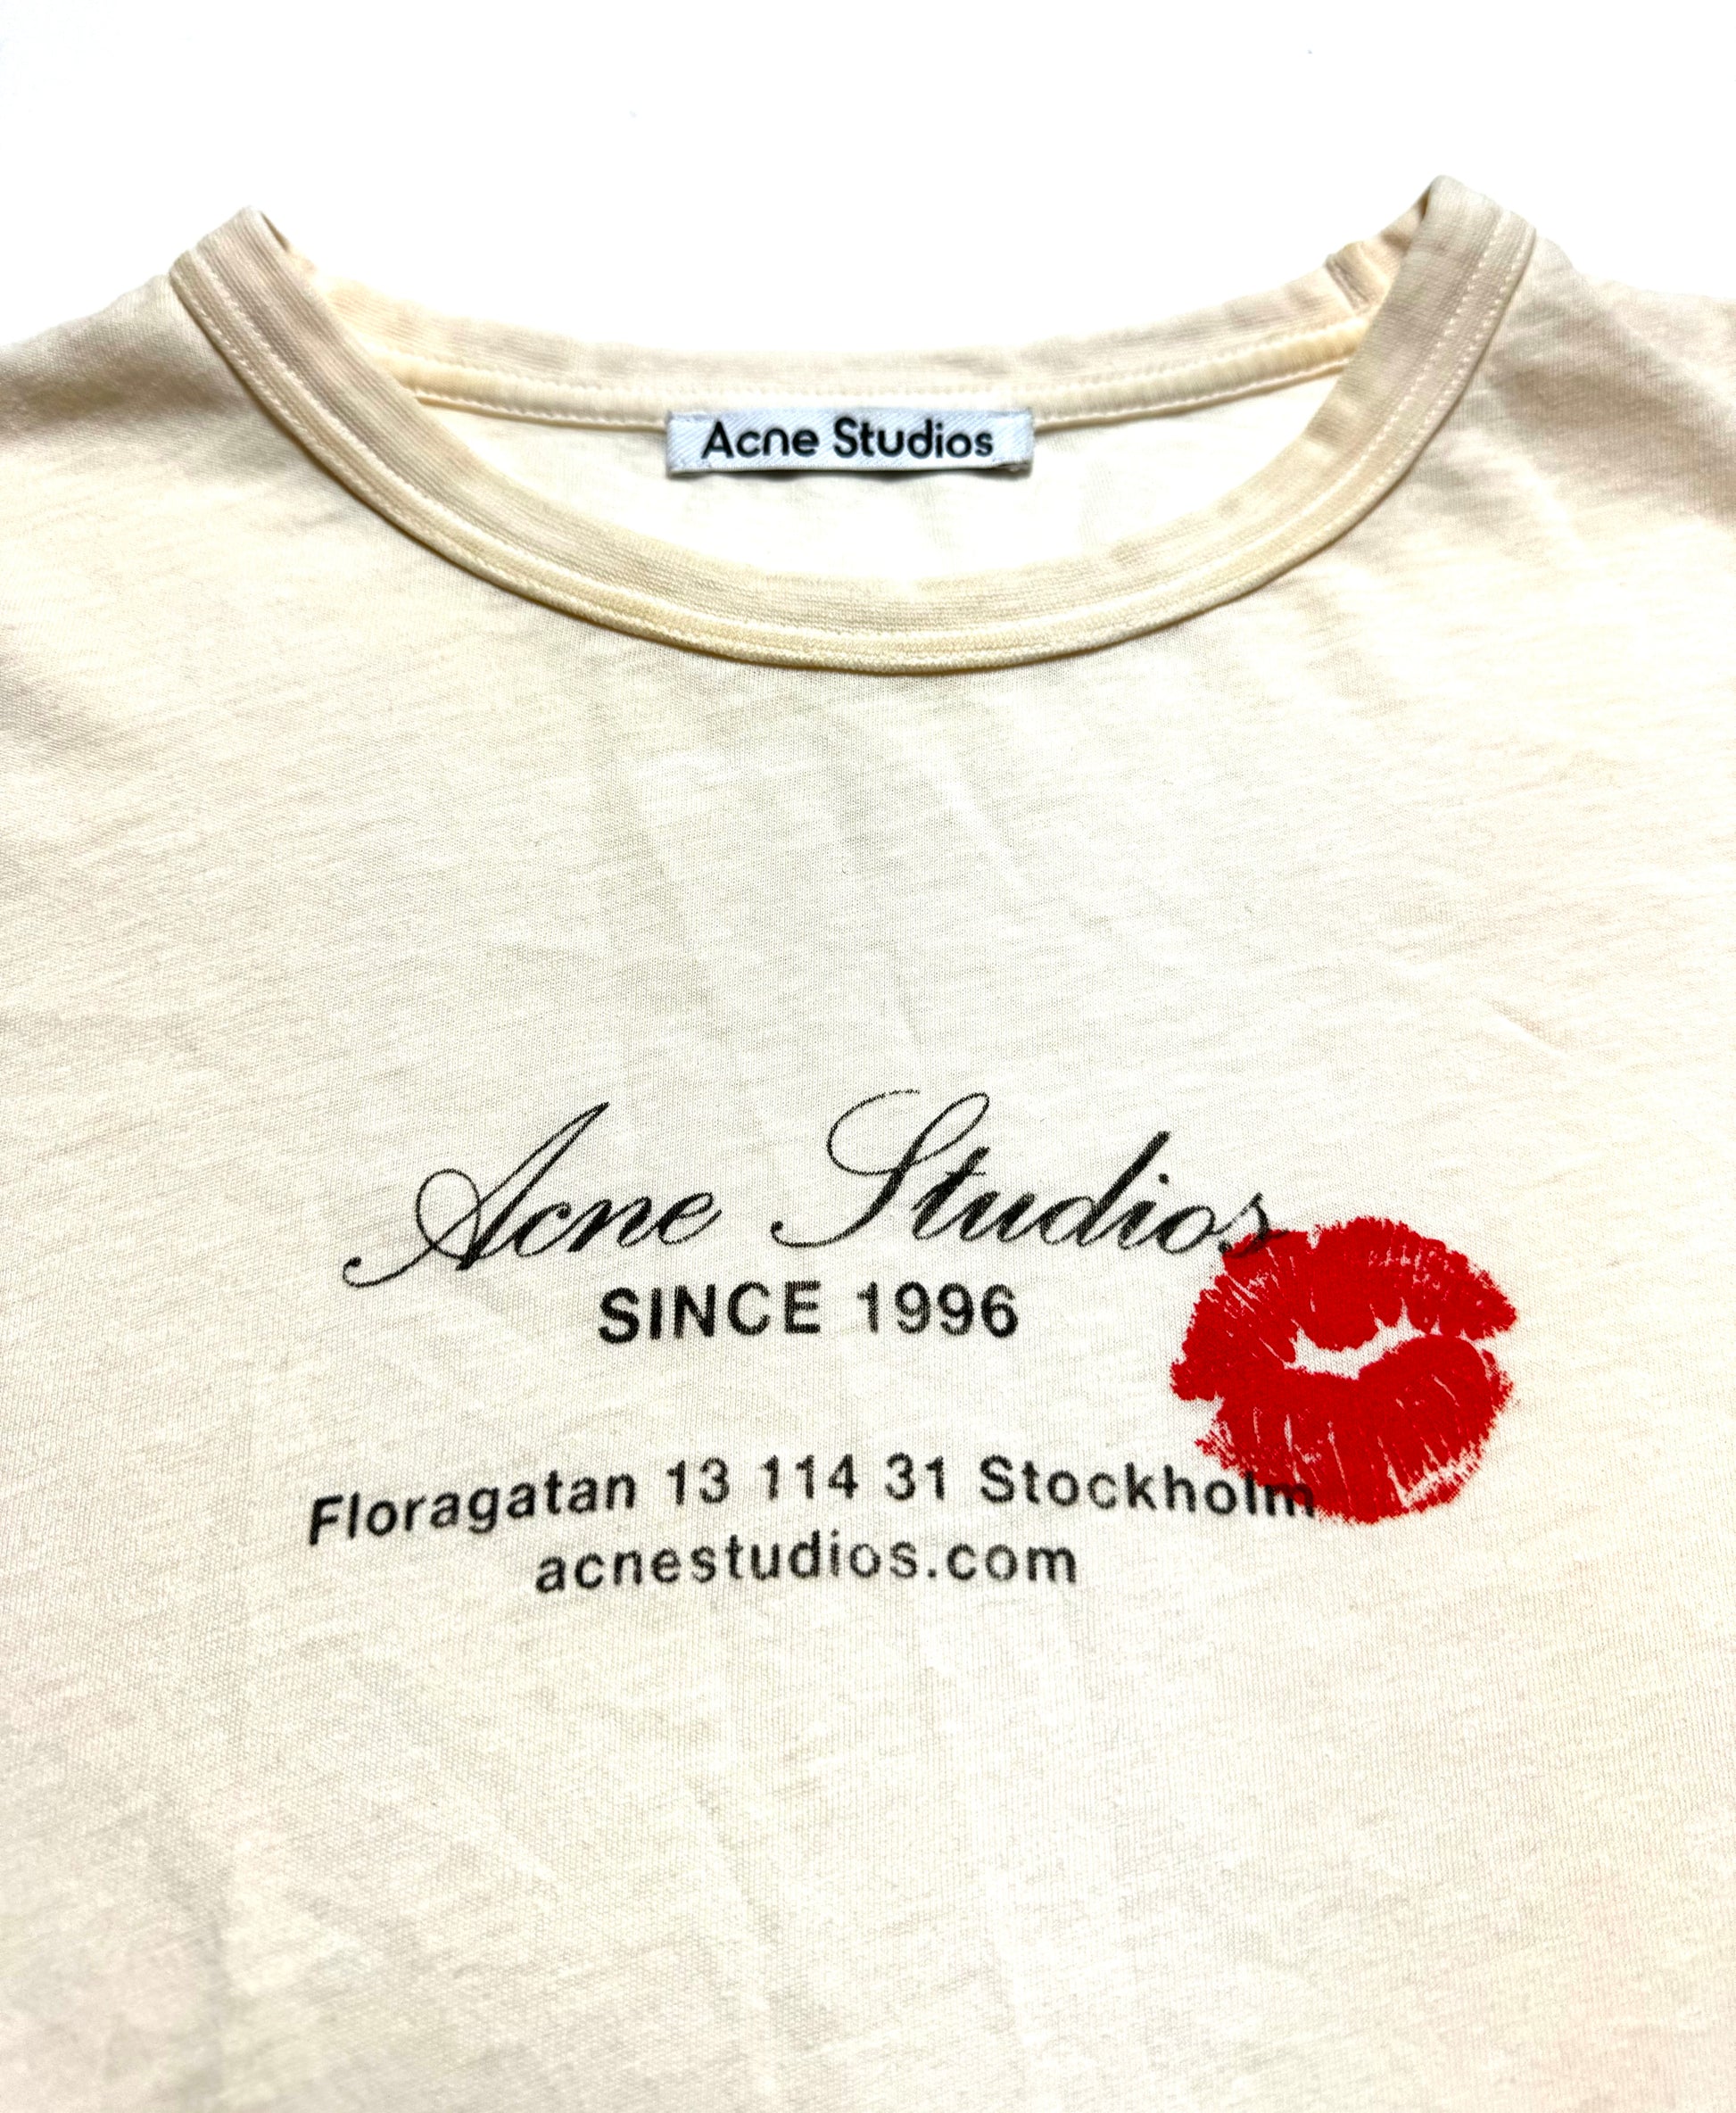 Acne Studios
Acne Studios
SINCE 1996
Floragatan 13 114 31 Stockholm
acnestudios.com